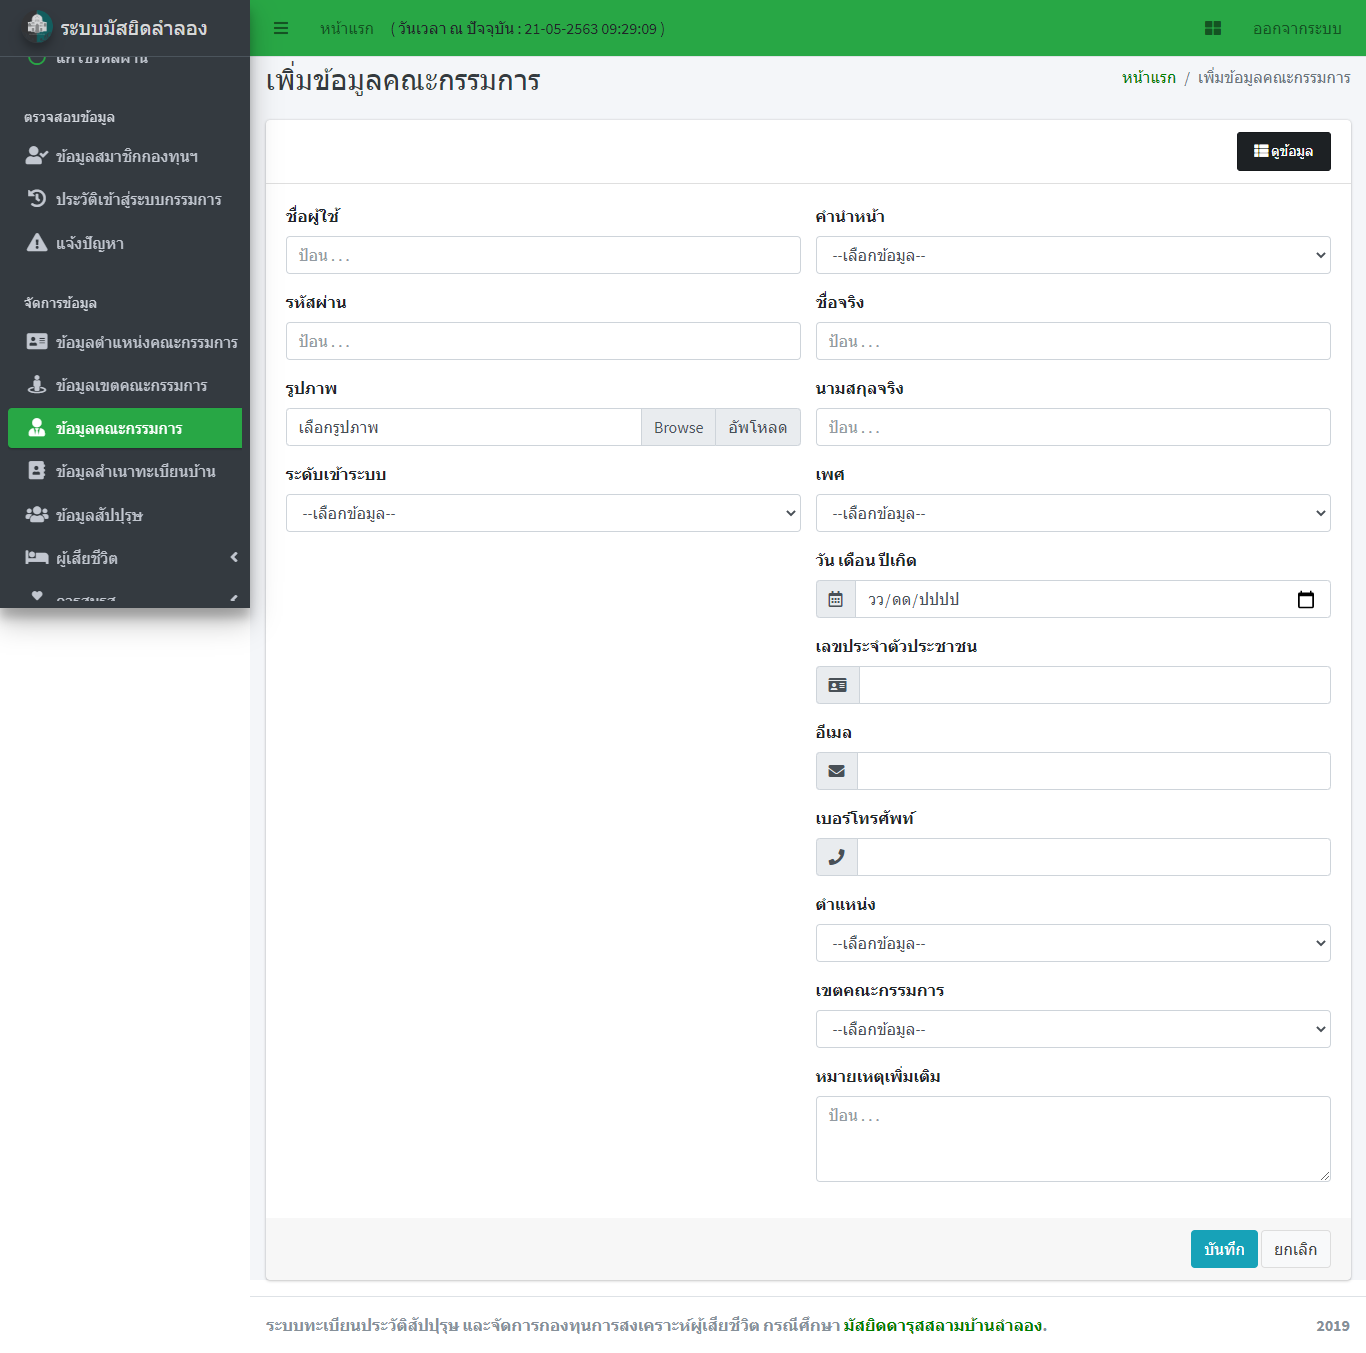 ระบบมัสยิดลำลอง
หน้าแรก ( วันเวลา ณ ปัจจุบัน : 21-05-2563 09:29:09 )
ออกจากระบบ
แก้ไขรหัสผ่าน
ตรวจสอบข้อมูล
ข้อมูลสมาชิกกองทุนฯ
ประวัติเข้าสู่ระบบกรรมการ
แจ้งปัญหา
จัดการข้อมูล
ข้อมูลตำแหน่งคณะกรรมการ
ข้อมูลเขตคณะกรรมการ
ข้อมูลคณะกรรมการ
ข้อมูลสำเนาทะเบียนบ้าน
ข้อมูลสัปปุรุษ
ผู้เสียชีวิต
การสมรส
เพิ่มข้อมูลคณะกรรมการ
หน้าแรก / เพิ่มข้อมูลคณะกรรมการ
ดูข้อมูล
ชื่อผู้ใช้
ป้อน . . .
รหัสผ่าน
ป้อน . . .
รูปภาพ
เลือกรูปภาพ Browse อัพโหลด
ระดับเข้าระบบ
--เลือกข้อมูล--
คำนำหน้า
--เลือกข้อมูล--
ชื่อจริง
ป้อน . . .
นามสกุลจริง
ป้อน . . .
เพศ
--เลือกข้อมูล--
วัน เดือน ปีเกิด
วว/ดด/ปปปป
เลขประจำตัวประชาชน
อีเมล
เบอร์โทรศัพท์
ตำแหน่ง
--เลือกข้อมูล--
เขตคณะกรรมการ
--เลือกข้อมูล--
หมายเหตุเพิ่มเติม
ป้อน . . .
บันทึก ยกเลิก
ระบบทะเบียนประวัติสัปปุรุษ และจัดการกองทุนการสงเคราะห์ผู้เสียชีวิต กรณีศึกษา มัสยิดดารุสสลามบ้านลำลอง. 2019